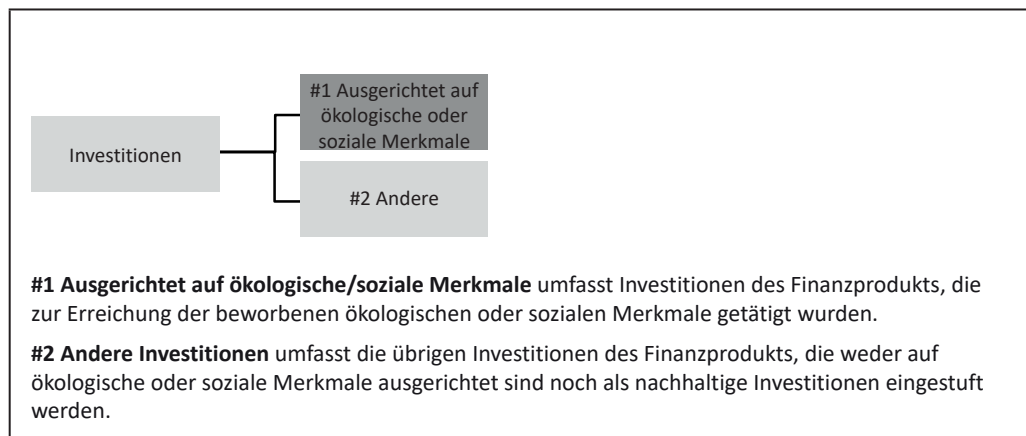 #1 Ausgerichtet auf
ökologische oder
soziale Merkmale
Investitionen
#2 Andere
#1 Ausgerichtet auf ökologische/soziale Merkmale umfasst Investitionen des Finanzprodukts, die
zur Erreichung der beworbenen ökologischen oder sozialen Merkmale getätigt wurden.
#2 Andere Investitionen umfasst die übrigen Investitionen des Finanzprodukts, die weder auf
ökologische oder soziale Merkmale ausgerichtet sind noch als nachhaltige Investitionen eingestuft
werden.